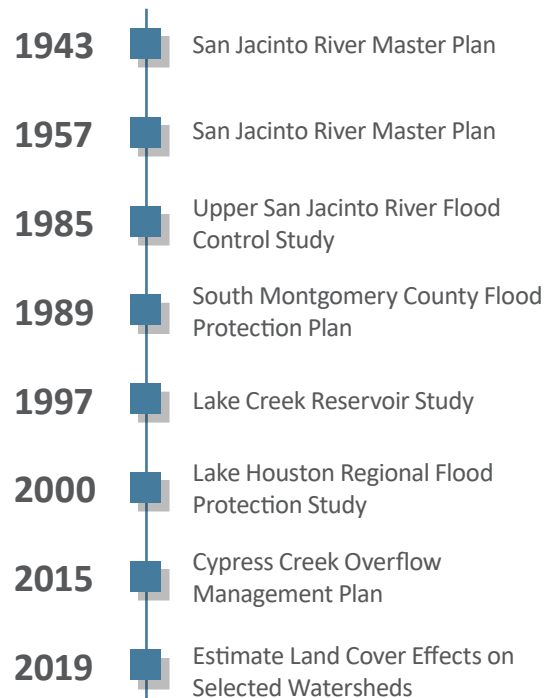 1943
San Jacinto River Master Plan
1957
San Jacinto River Master Plan
1985
Upper San Jacinto River Flood
Control Study
1989
South Montgomery County Flood
Protection Plan
1997
Lake Creek Reservoir Study
2000
Lake Houston Regional Flood
Protection Study
2015
Cypress Creek Overflow
Management Plan
2019
Estimate Land Cover Effects on
Selected Watersheds